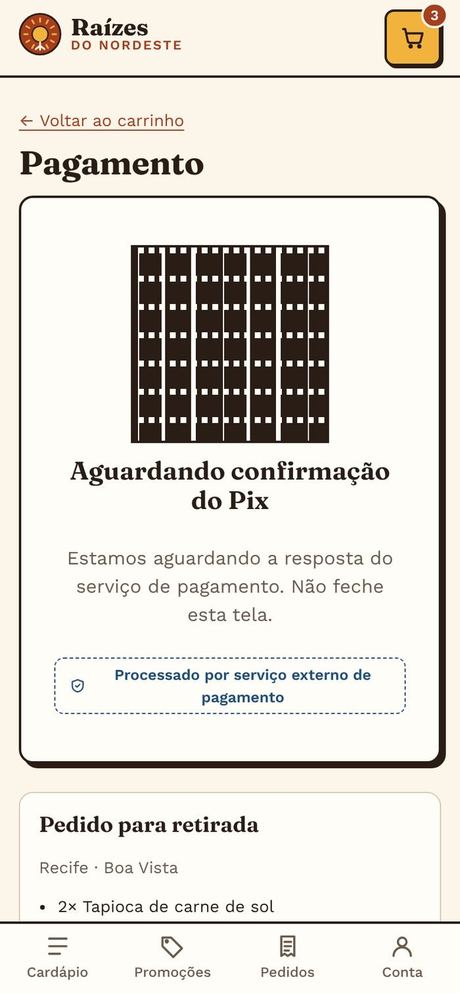 Raízes
DO NORDESTE
3
← Voltar ao carrinho
Pagamento
Aguardando confirmação
do Pix
Estamos aguardando a resposta do
serviço de pagamento. Não feche
esta tela.
Processado por serviço externo de
pagamento
Pedido para retirada
Recife · Boa Vista
• 2× Tapioca de carne de sol
Cardápio
Promoções
Pedidos
Conta